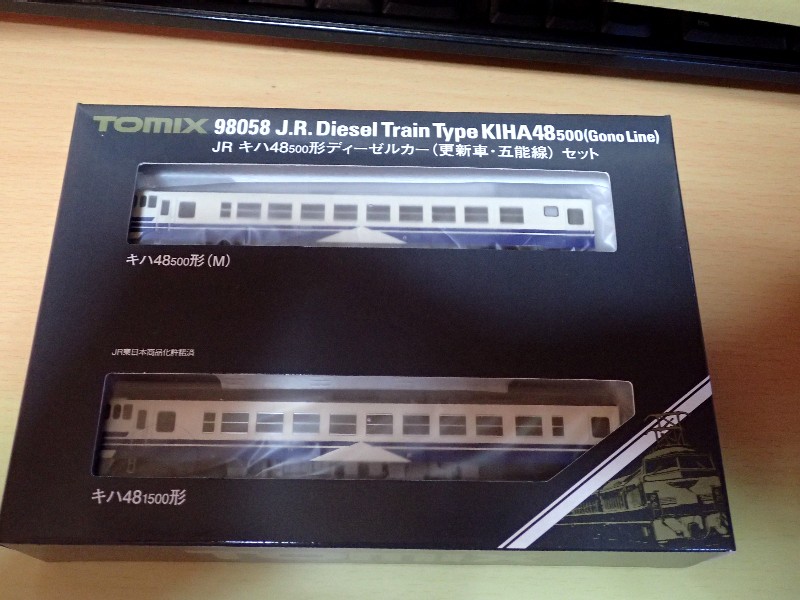 TOMIX 98058 J.R. Diesel Train Type KIHA48500(Gono Line)
JR キハ48500形ディーゼルカー(更新車・五能線) セット
キハ48500形(M)
JR東日本商品化許諾済
キハ481500形